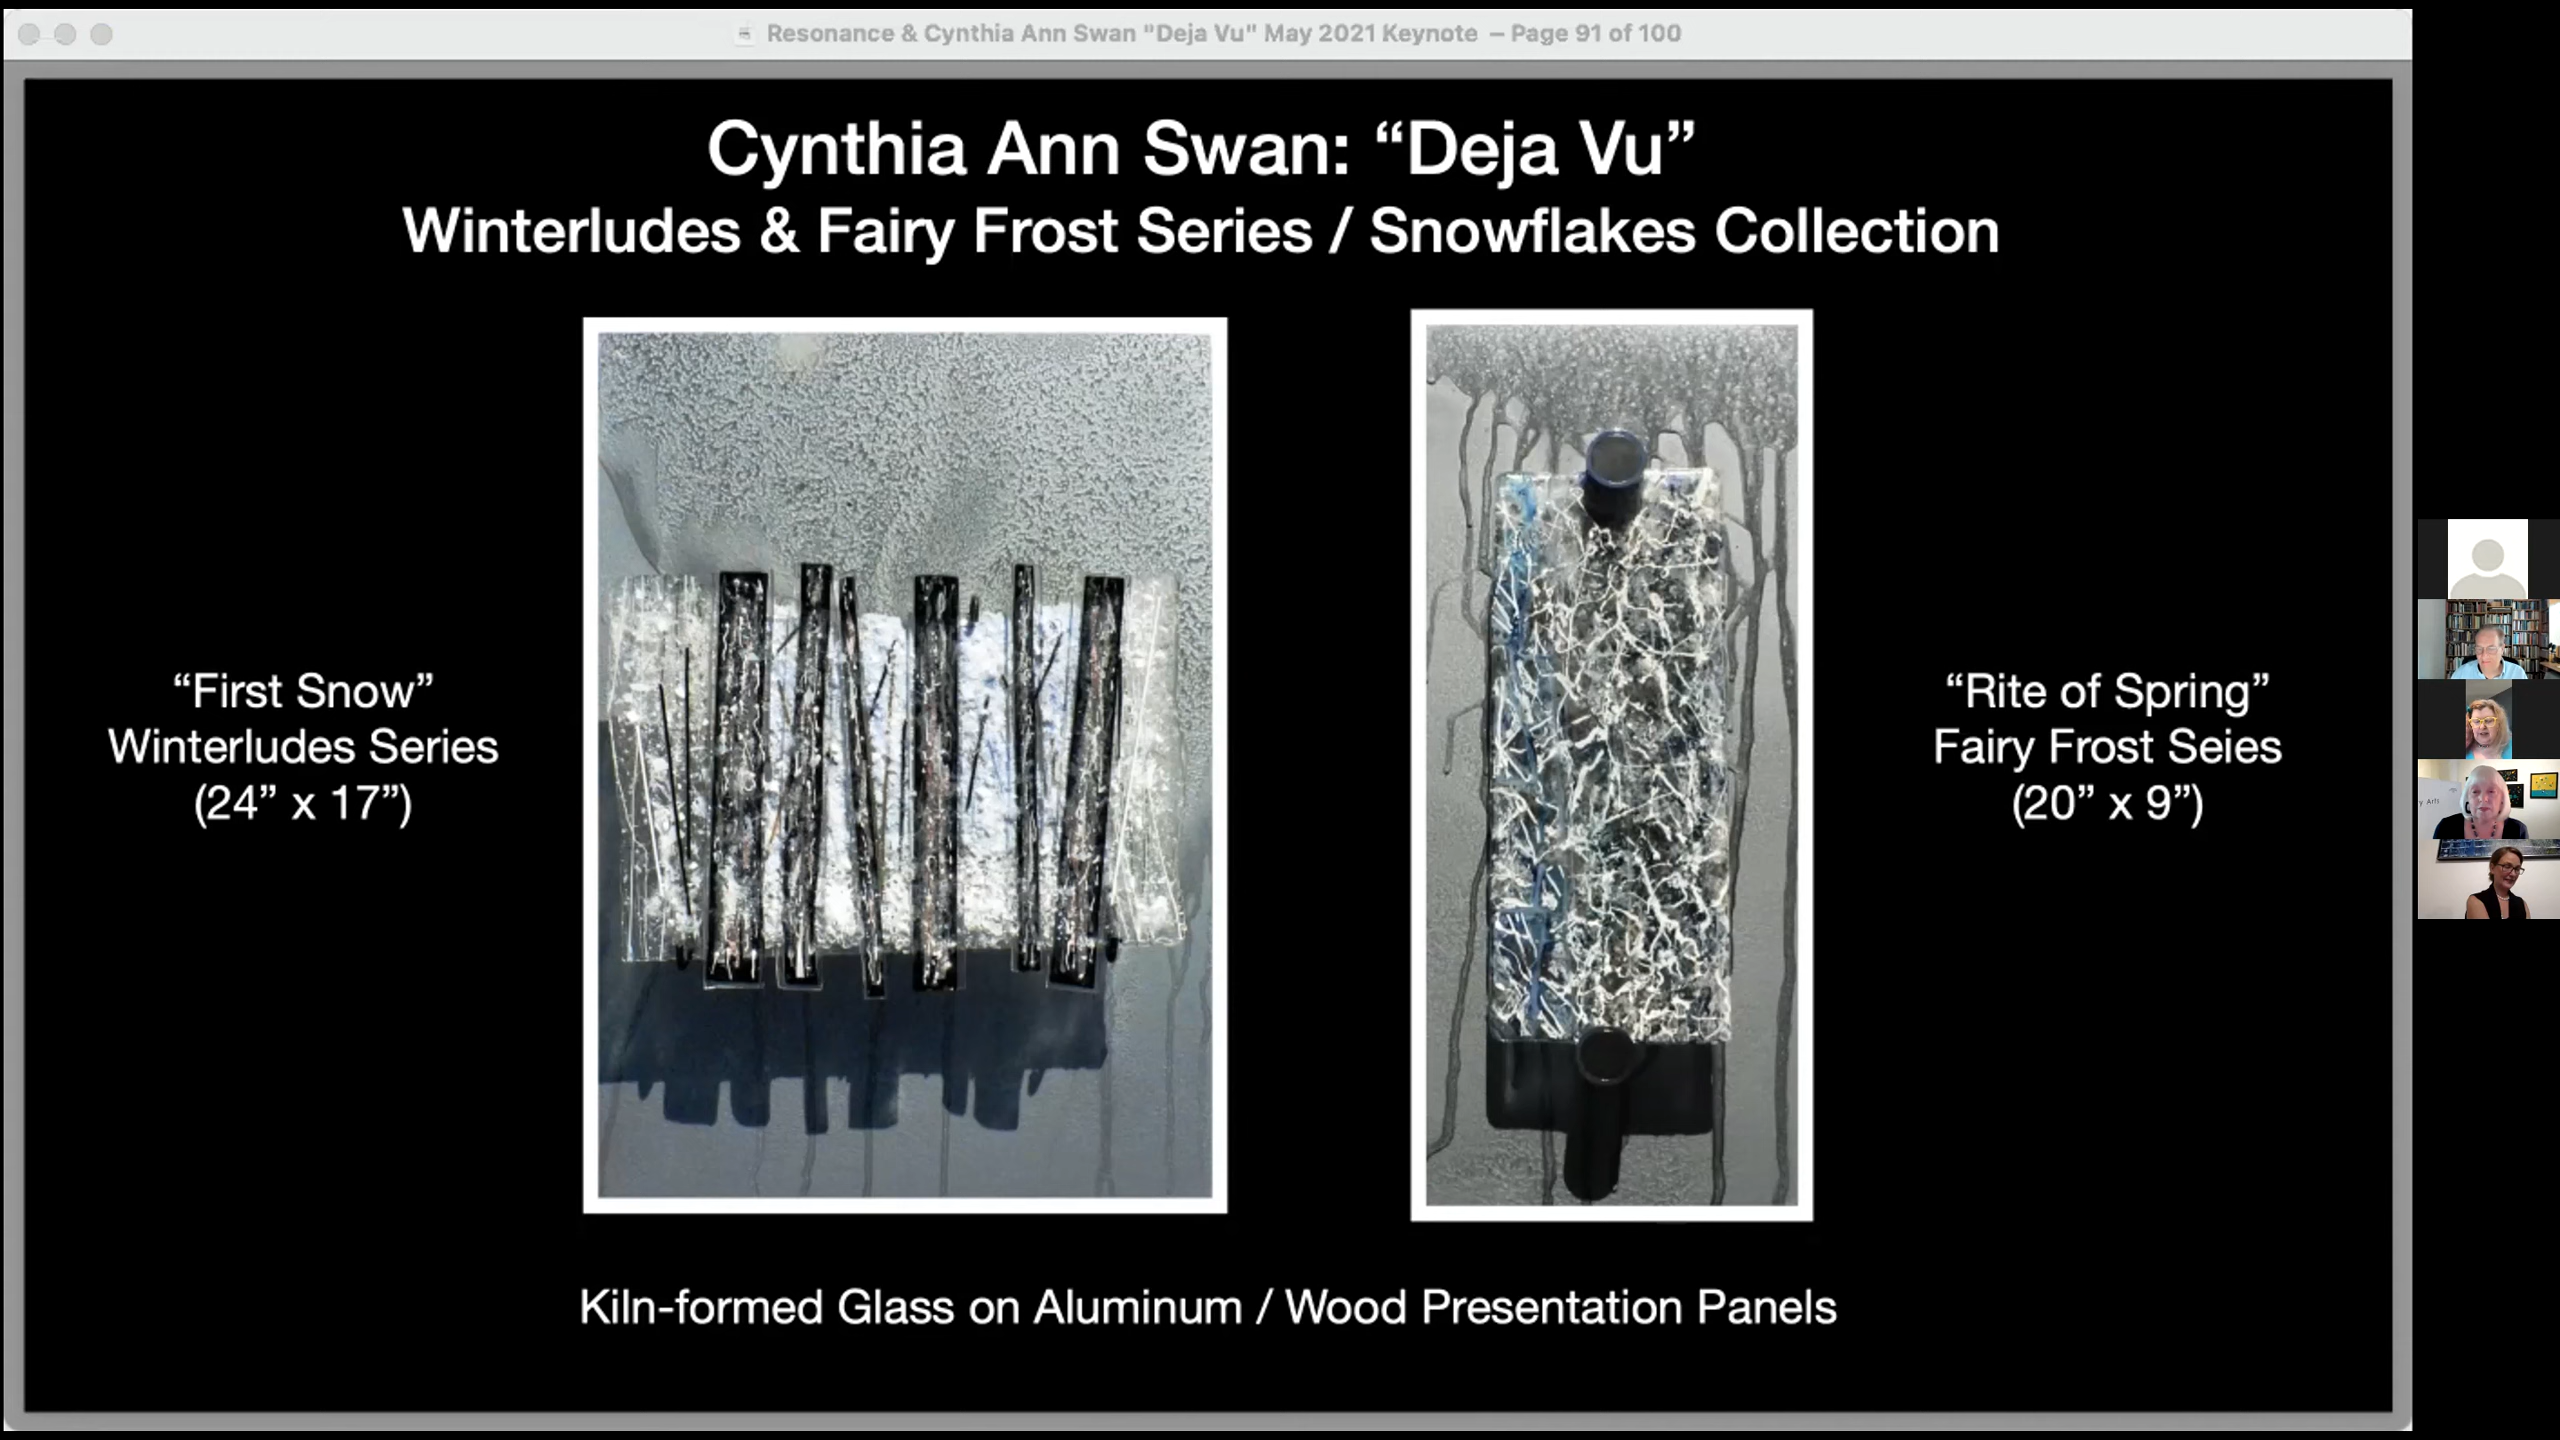 Resonance & Cynthia Ann Swan "Deja Vu" May 2021 Keynote — Page 91 of 100
Cynthia Ann Swan: “Deja Vu”
Winterludes & Fairy Frost Series / Snowflakes Collection
“First Snow”
Winterludes Series
(24” x 17”)
“Rite of Spring”
Fairy Frost Seies
(20” x 9”)
Kiln-formed Glass on Aluminum / Wood Presentation Panels
Arts